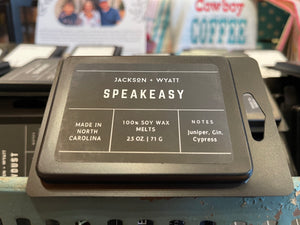 Cowboy
COFFEE
JACKSON + WYATT
SPEAKEASY
MADE IN
NORTH
CAROLINA
100% SOY WAX
MELTS
2.5 OZ. | 71 G
NOTES
Juniper, Gin,
Cypress